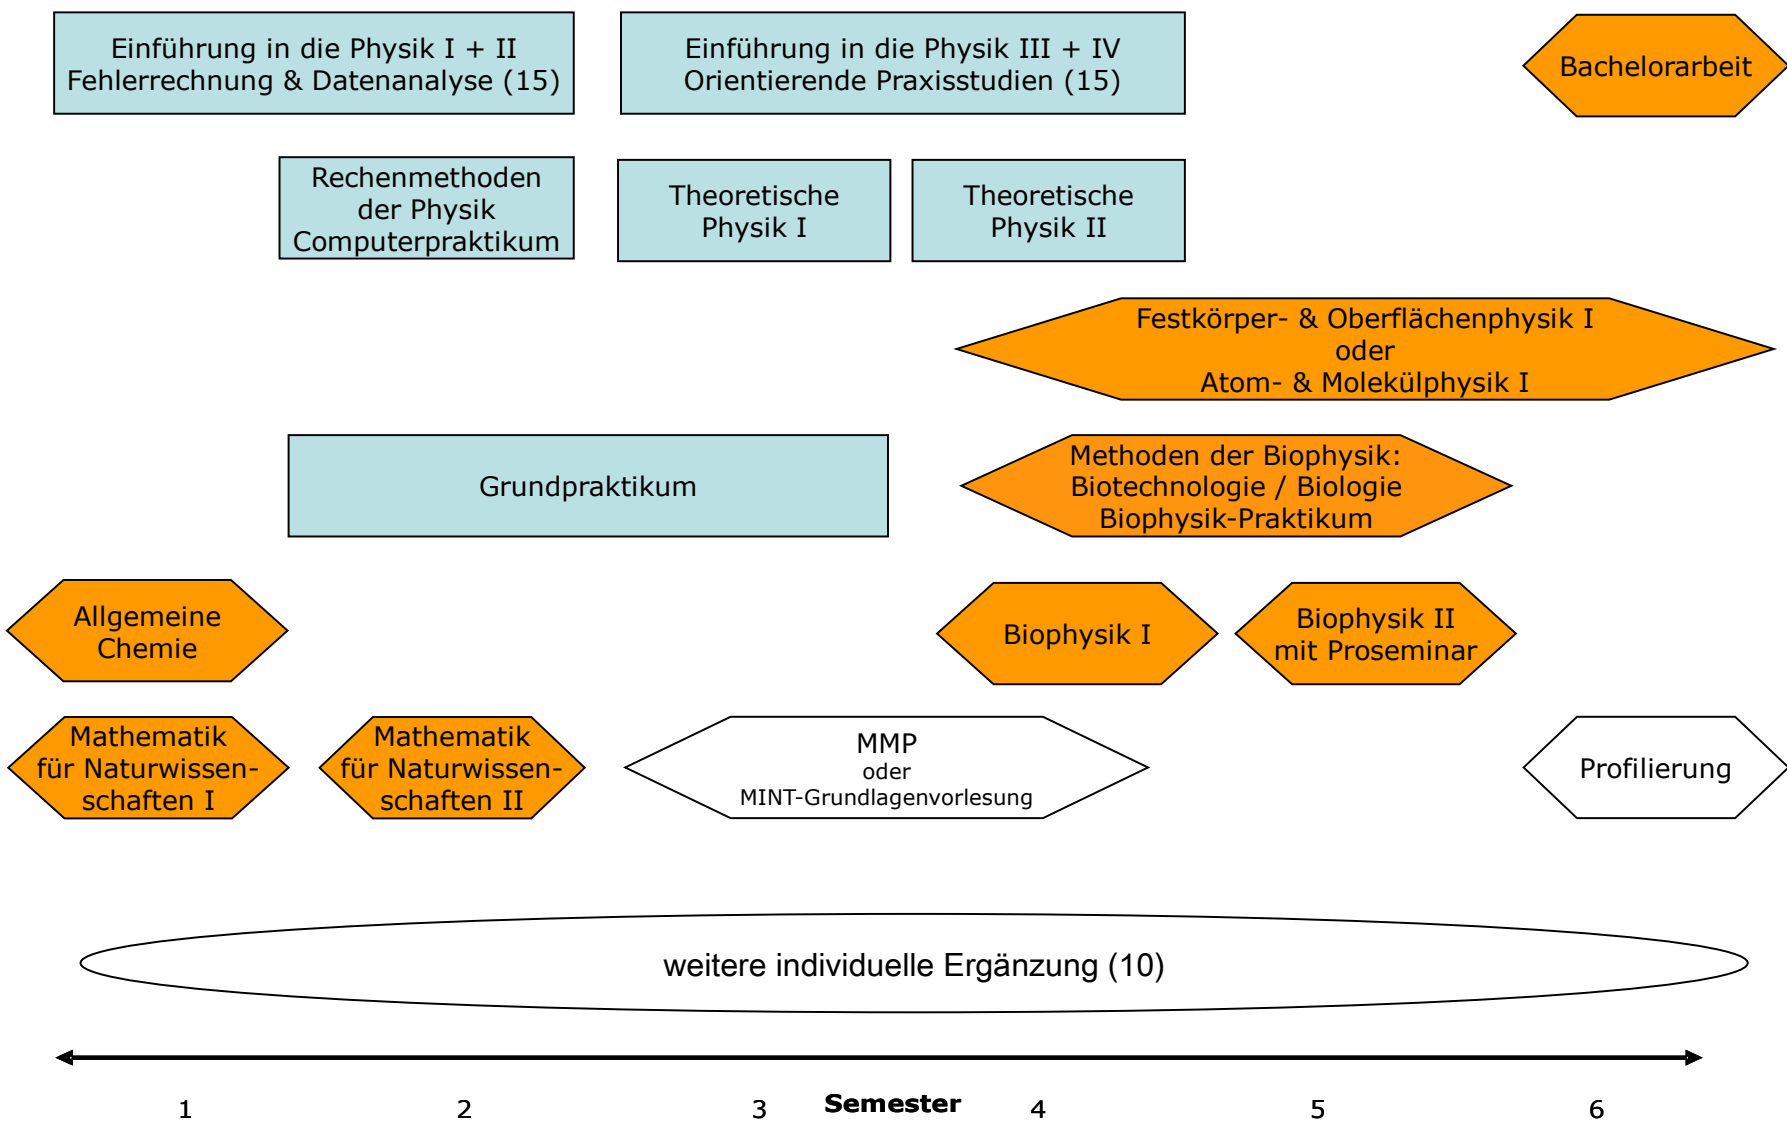 Einführung in die Physik I + II
Fehlerrechnung & Datenanalyse (15)
Einführung in die Physik III + IV
Orientierende Praxisstudien (15)
Bachelorarbeit
Rechenmethoden
der Physik
Computerpraktikum
Theoretische
Physik I
Theoretische
Physik II
Festkörper- & Oberflächenphysik I
oder
Atom- & Molekülphysik I
Grundpraktikum
Methoden der Biophysik:
Biotechnologie / Biologie
Biophysik-Praktikum
Allgemeine
Chemie
Biophysik I
Biophysik II
mit Proseminar
Mathematik
für Naturwissen-
schaften I
Mathematik
für Naturwissen-
schaften II
MMP
oder
MINT-Grundlagenvorlesung
Profilierung
weitere individuelle Ergänzung (10)
1 2 3 Semester 4 5 6